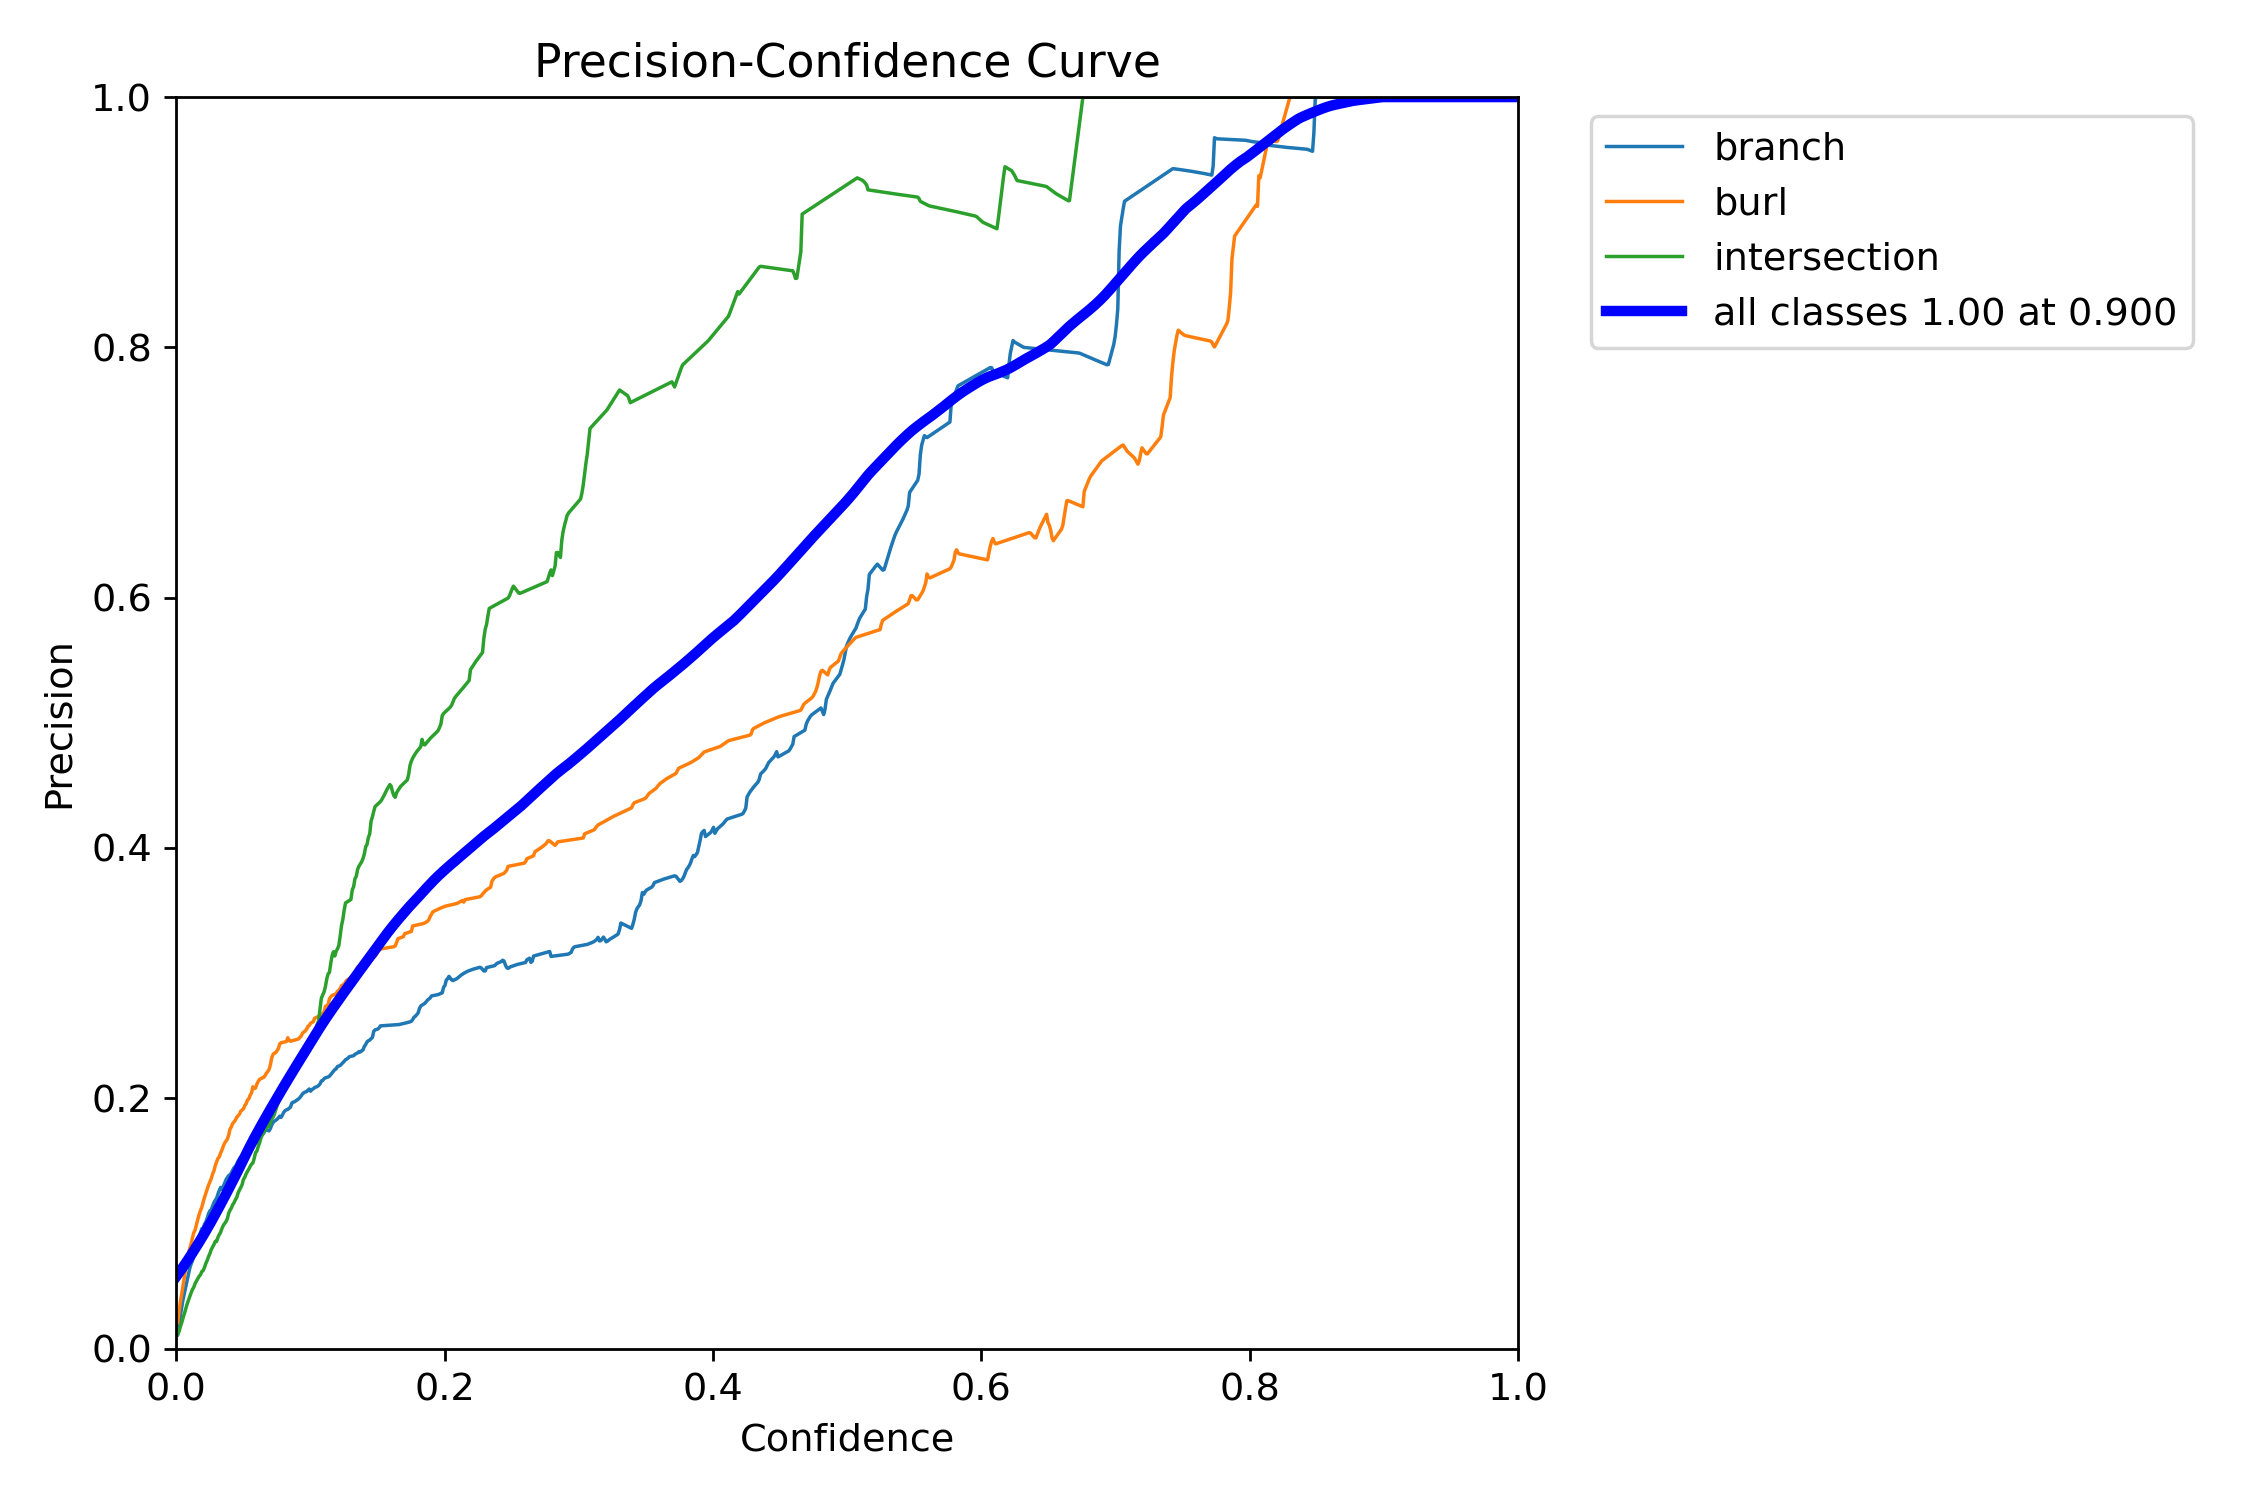 Precision-Confidence Curve
1.0
0.8
0.6
0.4
0.2
0.0
Precision
0.0 0.2 0.4 0.6 0.8 1.0
Confidence
branch
burl
intersection
all classes 1.00 at 0.900